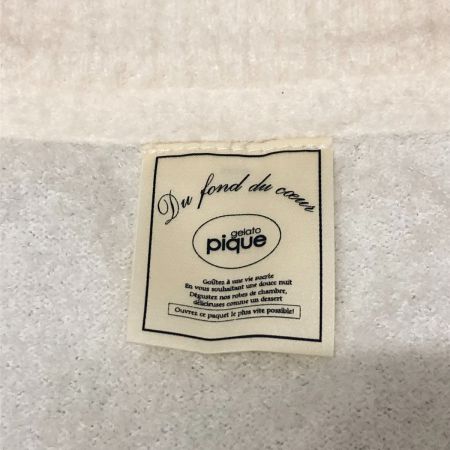 Du fond du cœur
gelato
pique
Goûtez à une vie sucrée
En vous souhaitant une douce nuit
Dégustez nos robes de chambre,
délicieuses comme un dessert
Ouvrez ce paquet le plus vite possible!